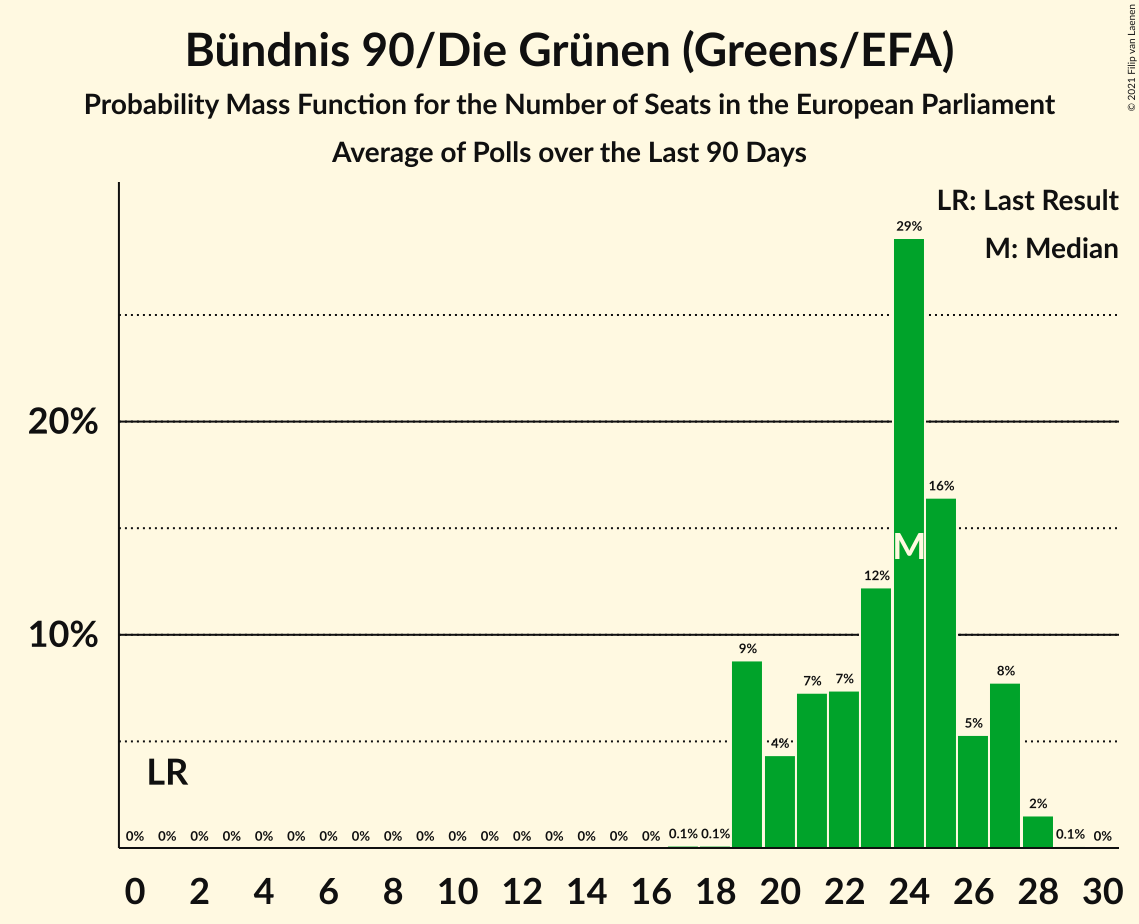 Bündnis 90/Die Grünen (Greens/EFA)
Probability Mass Function for the Number of Seats in the European Parliament
Average of Polls over the Last 90 Days
© 2021 Filip van Laenen
LR: Last Result
M: Median
29%
20%
16%
M
12%
10%
9%
8%
7% 7%
5%
4%
LR
2%
0% 0% 0% 0% 0% 0% 0% 0% 0% 0% 0% 0% 0% 0% 0% 0% 0% 0.1% 0.1% 0.1% 0%
0 2 4 6 8 10 12 14 16 18 20 22 24 26 28 30